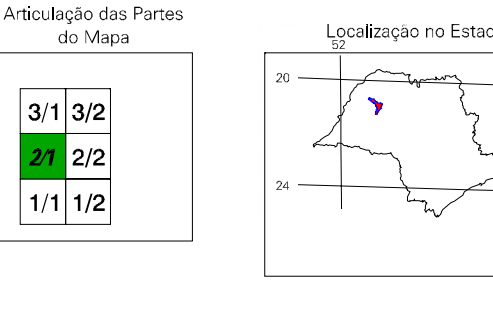 Articulação das Partes
do Mapa
3/1 3/2
2/1 2/2
1/1 1/2
Localização no Estad
52
20
24